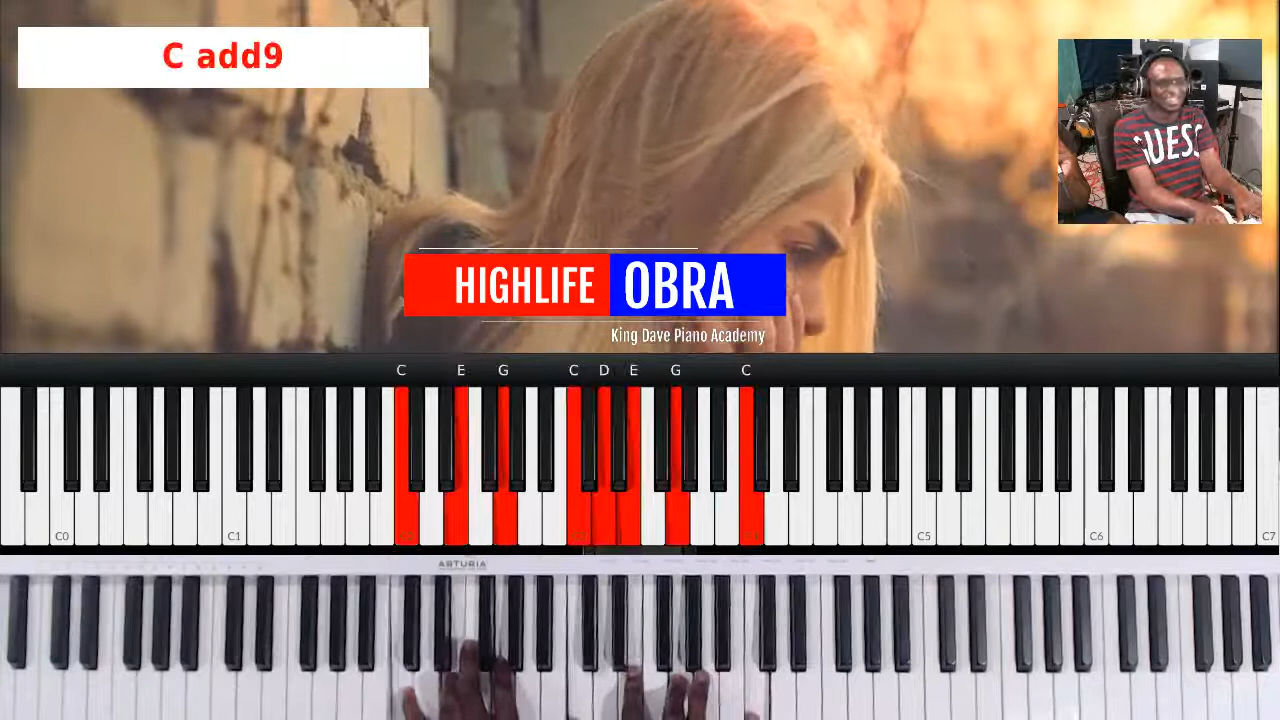 C add9
GUESS
HIGHLIFE OBRA
King Dave Piano Academy
C E G C D E G C
C0 C1 C5 C6 C7
ARTURIA